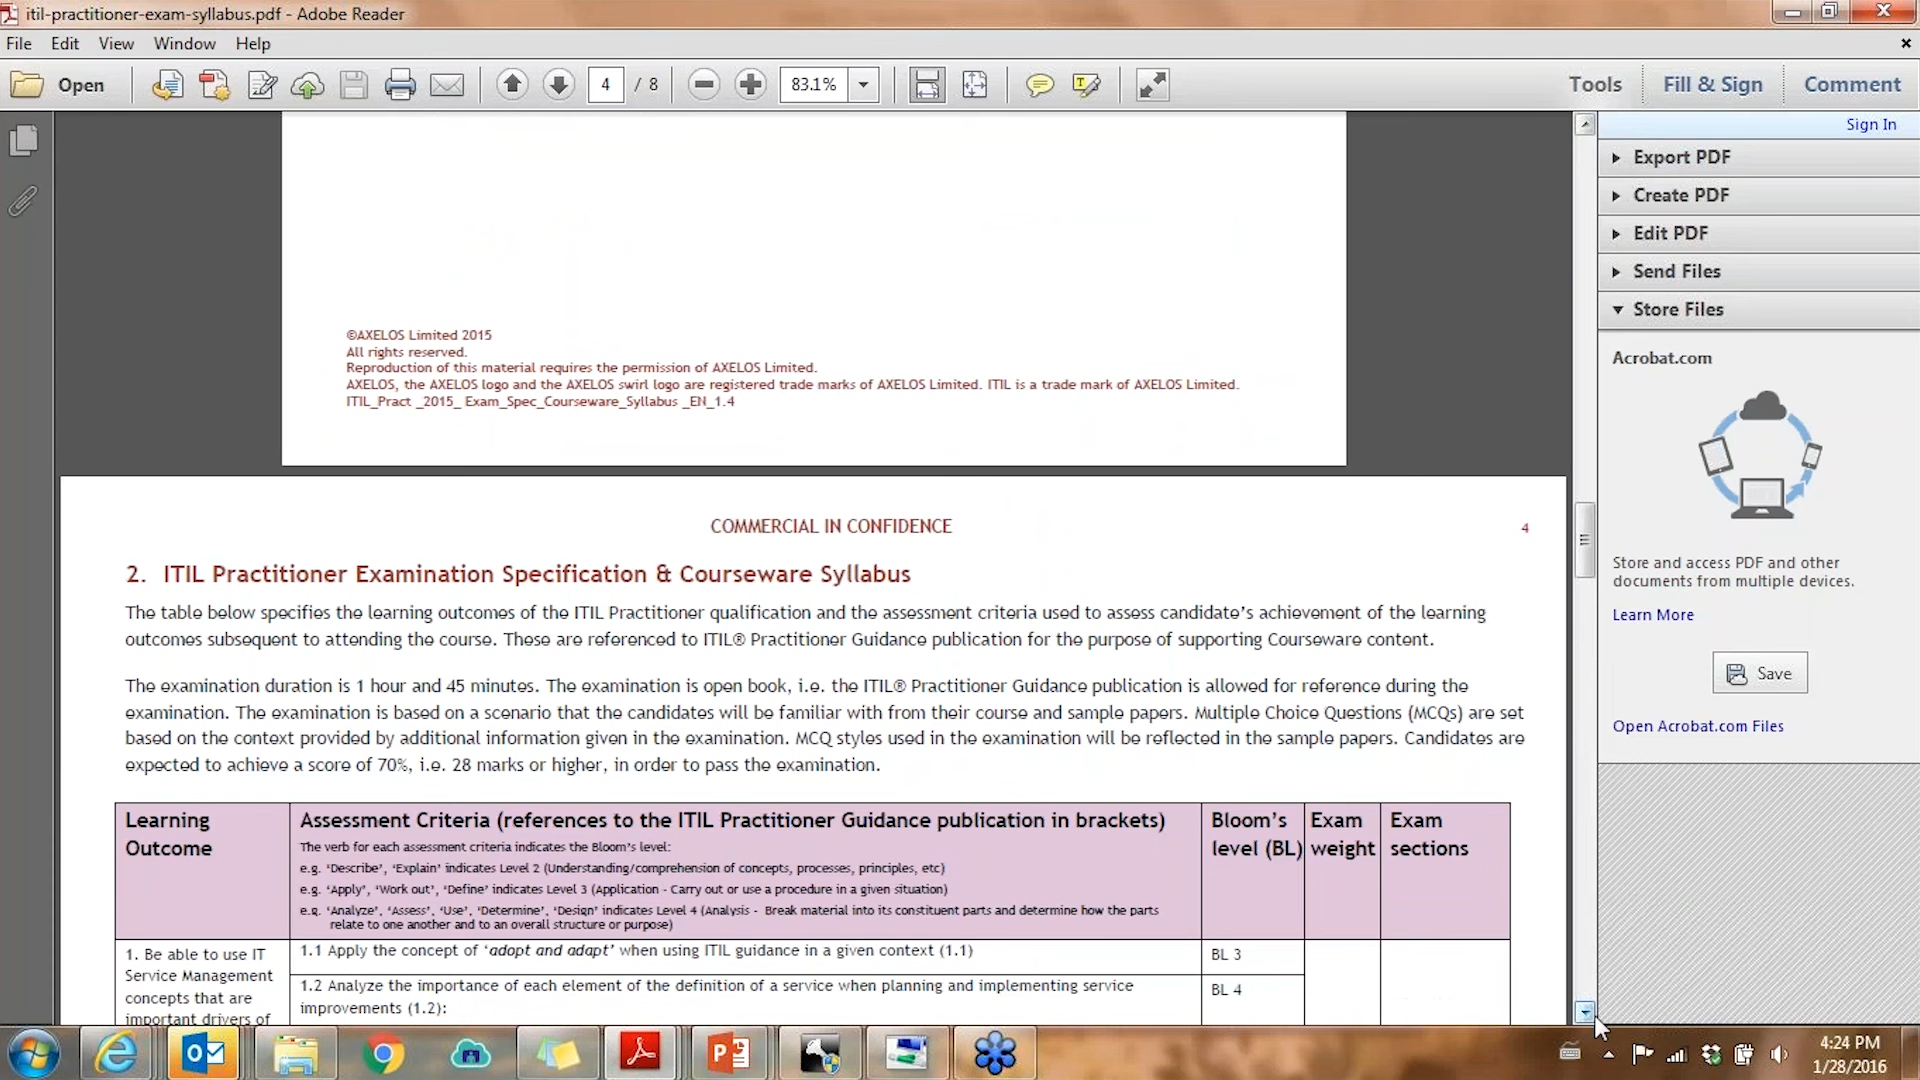 itil-practitioner-exam-syllabus.pdf - Adobe Reader
File Edit View Window Help
Open 4 / 8 83.1% Tools Fill & Sign Comment
Sign In
Export PDF
Create PDF
Edit PDF
Send Files
Store Files
Acrobat.com
Store and access PDF and other
documents from multiple devices.
Learn More
Save
Open Acrobat.com Files
©AXELOS Limited 2015
All rights reserved.
Reproduction of this material requires the permission of AXELOS Limited.
AXELOS, the AXELOS logo and the AXELOS swirl logo are registered trade marks of AXELOS Limited. ITIL is a trade mark of AXELOS Limited.
ITIL_Pract _2015_ Exam_Spec_Courseware_Syllabus _EN_1.4
COMMERCIAL IN CONFIDENCE 4
2. ITIL Practitioner Examination Specification & Courseware Syllabus
The table below specifies the learning outcomes of the ITIL Practitioner qualification and the assessment criteria used to assess candidate's achievement of the learning
outcomes subsequent to attending the course. These are referenced to ITIL® Practitioner Guidance publication for the purpose of supporting Courseware content.
The examination duration is 1 hour and 45 minutes. The examination is open book, i.e. the ITIL® Practitioner Guidance publication is allowed for reference during the
examination. The examination is based on a scenario that the candidates will be familiar with from their course and sample papers. Multiple Choice Questions (MCQs) are set
based on the context provided by additional information given in the examination. MCQ styles used in the examination will be reflected in the sample papers. Candidates are
expected to achieve a score of 70%, i.e. 28 marks or higher, in order to pass the examination.
Learning
Outcome
Assessment Criteria (references to the ITIL Practitioner Guidance publication in brackets)
The verb for each assessment criteria indicates the Bloom's level:
e.g. 'Describe', 'Explain' indicates Level 2 (Understanding/comprehension of concepts, processes, principles, etc)
e.g. 'Apply', 'Work out', 'Define' indicates Level 3 (Application - Carry out or use a procedure in a given situation)
e.g. 'Analyze', 'Assess', 'Use', 'Determine', 'Design' indicates Level 4 (Analysis - Break material into its constituent parts and determine how the parts
relate to one another and to an overall structure or purpose)
Bloom's
level (BL)
Exam
weight
Exam
sections
1. Be able to use IT
Service Management
concepts that are
important drivers of
1.1 Apply the concept of 'adopt and adapt' when using ITIL guidance in a given context (1.1)
BL 3
1.2 Analyze the importance of each element of the definition of a service when planning and implementing service
improvements (1.2):
BL 4
4:24 PM
1/28/2016